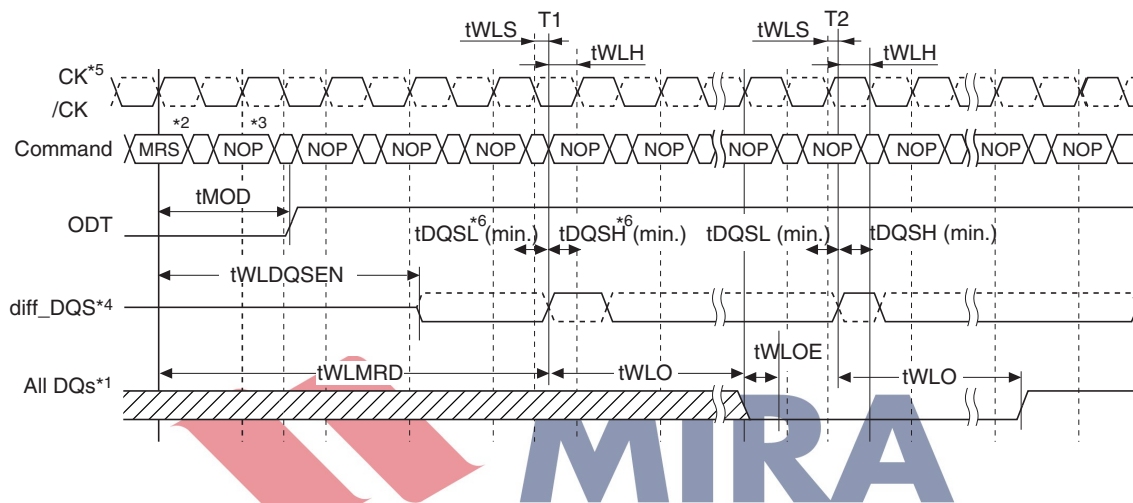 T1 T2
tWLS tWLS
tWLH tWLH
CK*5
/CK
*2 *3
Command MRS NOP NOP NOP NOP NOP NOP NOP NOP NOP NOP NOP
tMOD
ODT
tDQSL*6 (min.) tDQSH*6 (min.) tDQSL (min.) tDQSH (min.)
tWLDQSEN
diff_DQS*4
tWLOE
tWLMRD tWLO tWLO
All DQs*1
MIRA